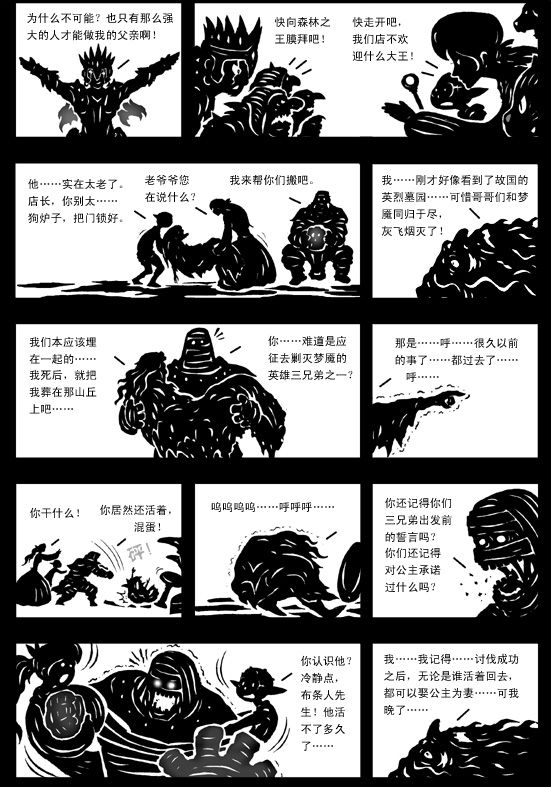 为什么不可能？也只有那么强
大的人才能做我的父亲啊！
快向森林之
王膜拜吧！
快走开吧，
我们店不欢
迎什么大王！
他……实在太老了。
店长，你别太……
狗炉子，把门锁好。
老爷爷您
在说什么？
我来帮你们搬吧。
我……刚才好像看到了故国的
英烈墓园……可惜哥哥们和梦
魇同归于尽，
灰飞烟灭了！
我们本应该埋
在一起的……
我死后，就把
我葬在那山丘
上吧……
你……难道是应
征去剿灭梦魇的
英雄三兄弟之一？
那是……呼……很久以前
的事了……都过去了……
呼……
你干什么！
你居然还活着，
混蛋！
砰！
呜呜呜呜……呼呼呼……
你还记得你们
三兄弟出发前
的誓言吗？
你们还记得
对公主承诺
过什么吗？
你认识他？
冷静点，
布条人先
生！他活
不了多久
了……
我……我记得……讨伐成功
之后，无论是谁活着回去，
都可以娶公主为妻……可我
晚了……